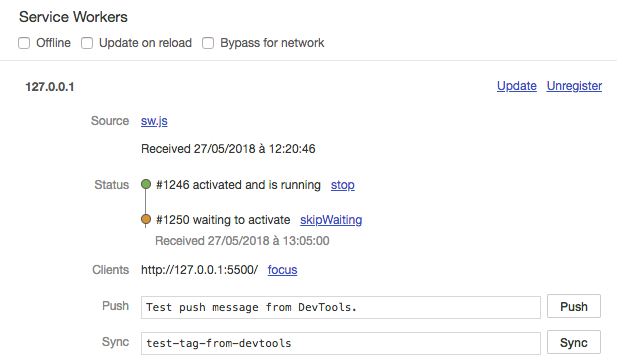 Service Workers
Offline Update on reload Bypass for network
127.0.0.1 Update Unregister
Source sw.js
Received 27/05/2018 à 12:20:46
Status #1246 activated and is running stop
#1250 waiting to activate skipWaiting
Received 27/05/2018 à 13:05:00
Clients http://127.0.0.1:5500/ focus
Push Test push message from DevTools. Push
Sync test-tag-from-devtools Sync